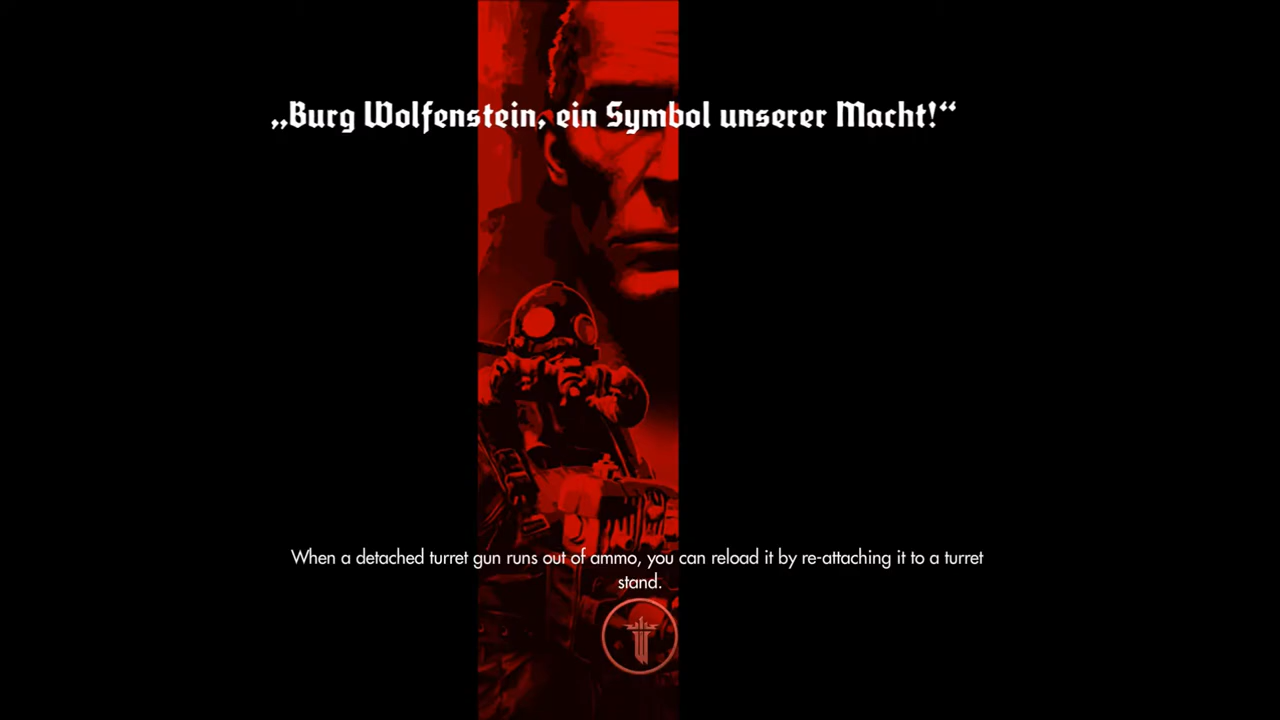 „Burg Wolfenstein, ein Symbol unserer Macht!“
When a detached turret gun runs out of ammo, you can reload it by re-attaching it to a turret
stand.